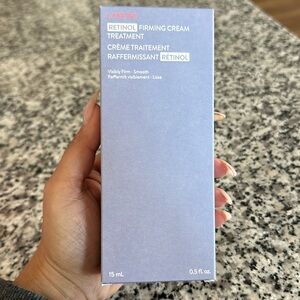 RETINOL FIRMING CREAM
TREATMENT
CRÈME TRAITEMENT
RAFFERMISSANT RÉTINOL
Visibly Firm · Smooth
Raffermit visiblement · Lisse
15 mL 0.5 fl. oz.